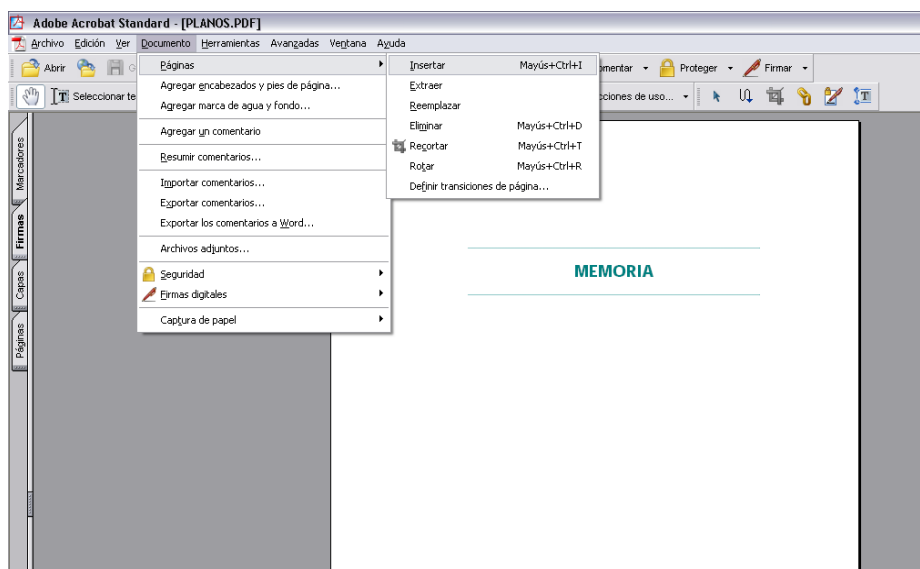 Adobe Acrobat Standard - [PLANOS.PDF]
Archivo Edición Ver Documento Herramientas Avanzadas Ventana Ayuda
Abrir
Proteger
Firmar
Seleccionar
Páginas
Agregar encabezados y pies de página...
Agregar marca de agua y fondo...
Agregar un comentario
Resumir comentarios...
Importar comentarios...
Exportar comentarios...
Exportar los comentarios a Word...
Archivos adjuntos...
Seguridad
Firmas digitales
Captura de papel
Insertar Mayús+Ctrl+I
Extraer
Reemplazar
Eliminar Mayús+Ctrl+D
Recortar Mayús+Ctrl+T
Rotar Mayús+Ctrl+R
Definir transiciones de página...
de uso...
Marcadores
Firmas
Capas
Páginas
MEMORIA